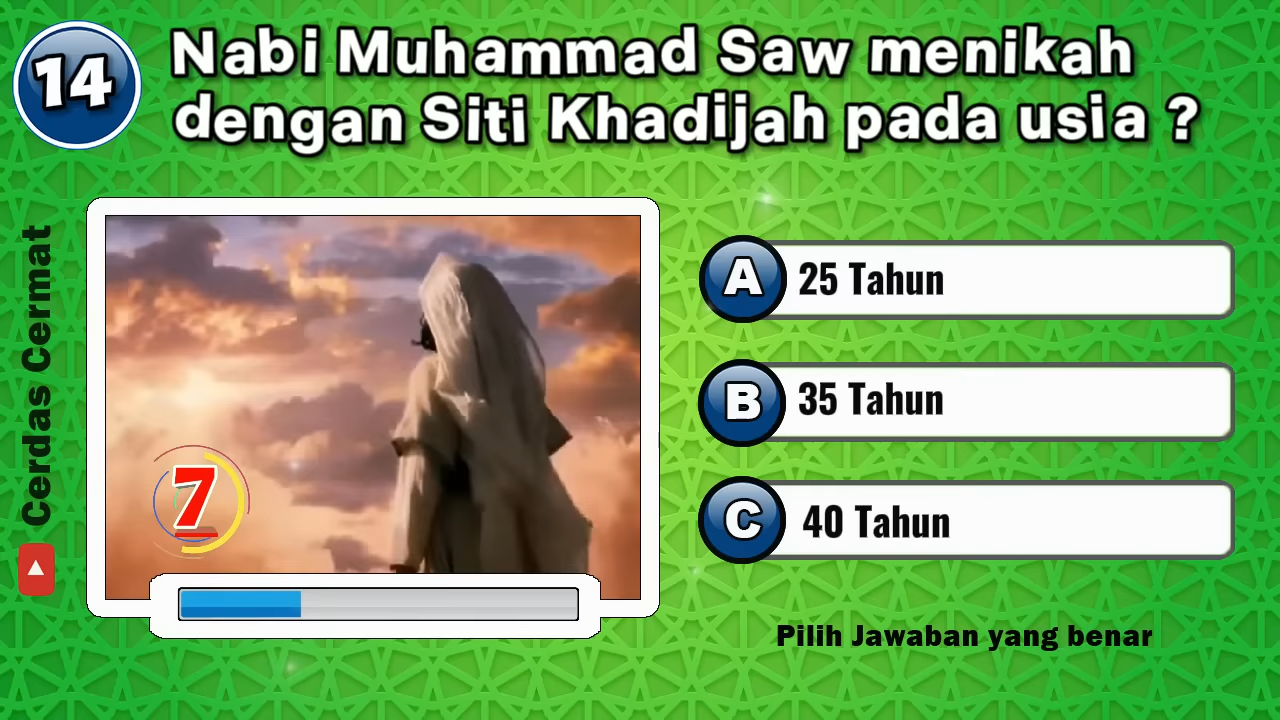 14
Nabi Muhammad Saw menikah
dengan Siti Khadijah pada usia ?
Cerdas Cermat
7
A 25 Tahun
B 35 Tahun
C 40 Tahun
Pilih Jawaban yang benar